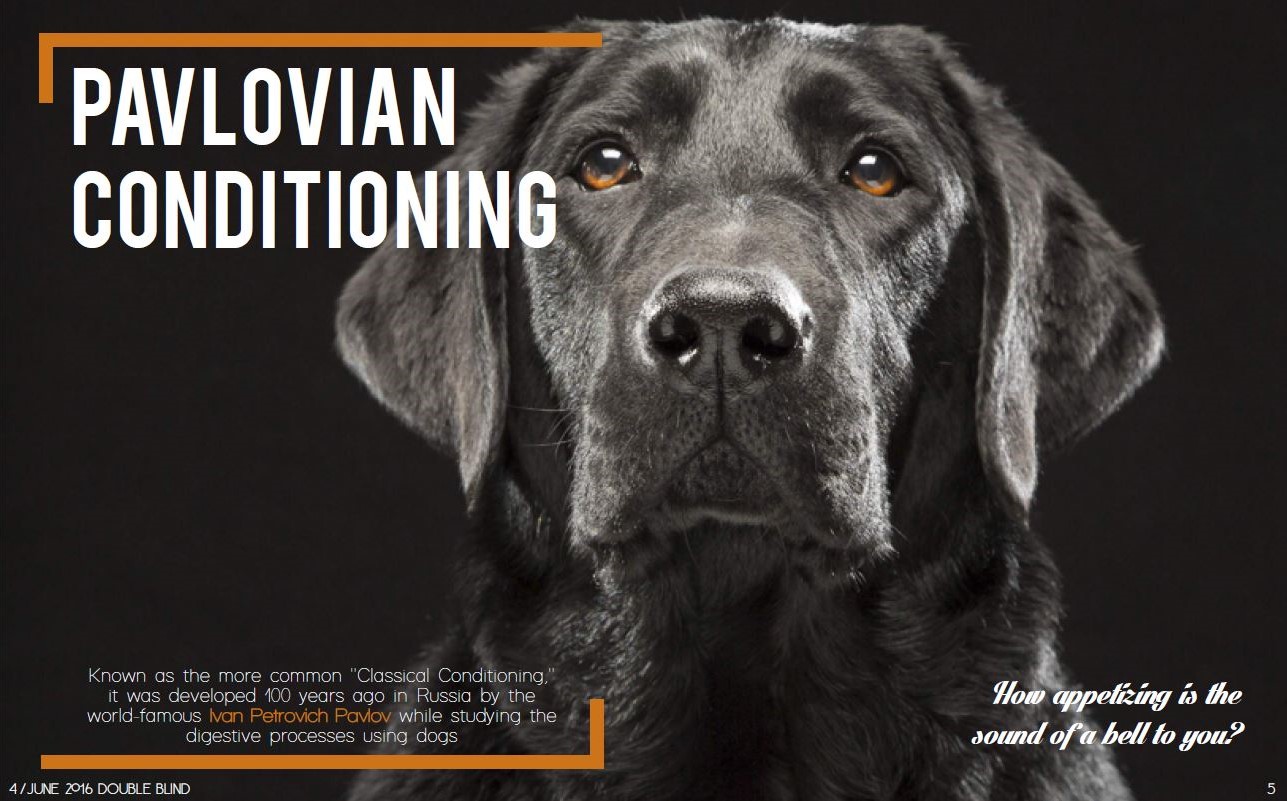 PAVLOVIAN
CONDITIONING
Known as the more common "Classical Conditioning,"
it was developed 100 years ago in Russia by the
world-famous Ivan Petrovich Pavlov while studying the
digestive processes using dogs
How appetizing is the
sound of a bell to you?
4 / JUNE 2016 DOUBLE BLIND
5